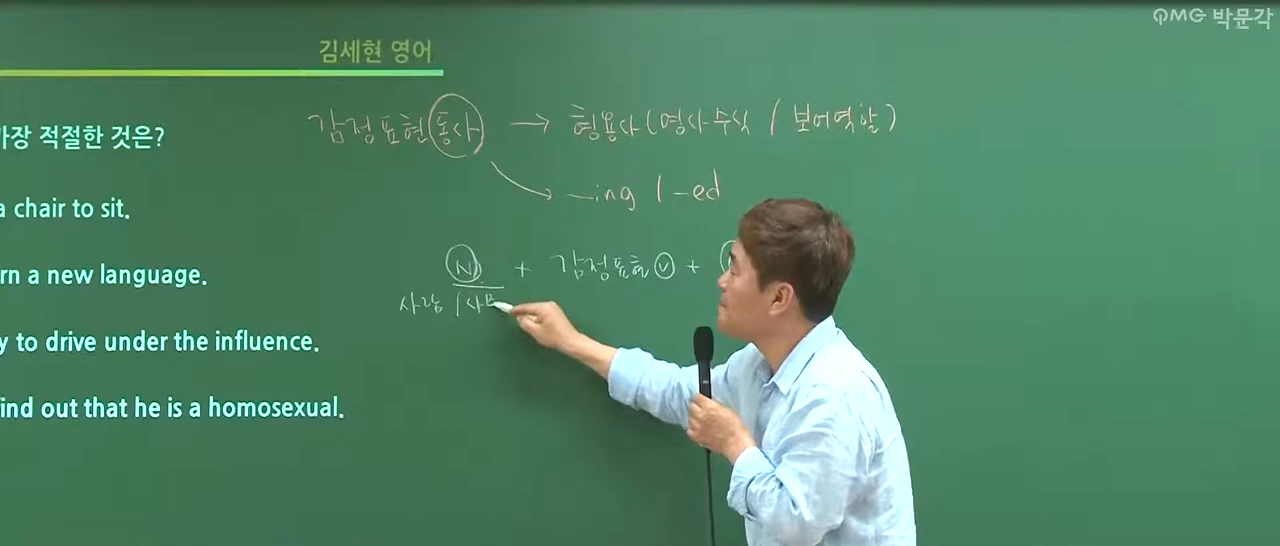 PMG 박문각
김세현 영어
감정표현 동사 → 형용사 (명사수식 / 보어역할)
가장 적절한 것은?
—ing / -ed
a chair to sit.
N + 감정표현 V +
rn a new language.
사람 / 사
y to drive under the influence.
find out that he is a homosexual.